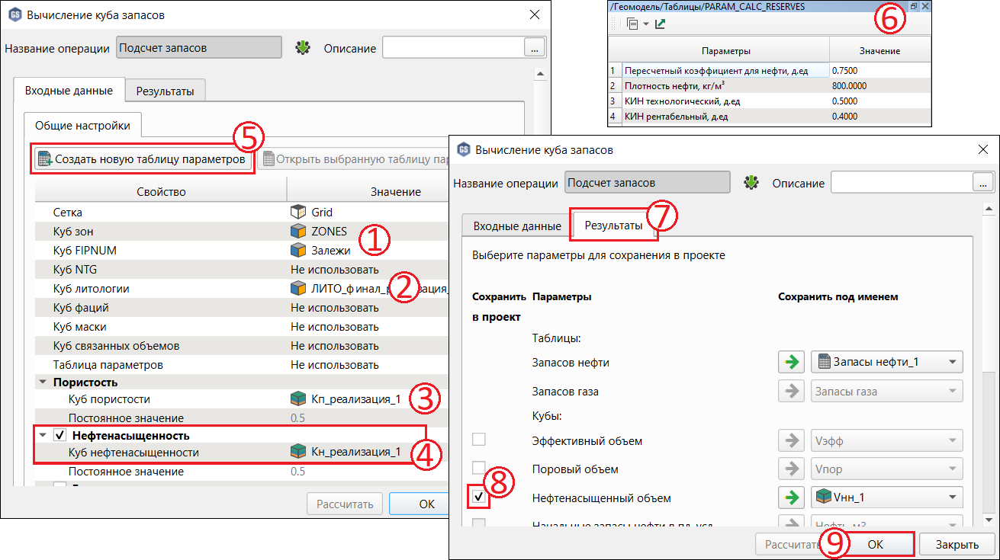 Вычисление куба запасов
Название операции Подсчет запасов Описание ...
Входные данные Результаты
Общие настройки
5
Создать новую таблицу параметров Открыть выбранную таблицу
Свойство Значение
Сетка Grid
Куб зон ZONES
1
Куб FIPNUM Залежи
Куб NTG Не использовать
Куб литологии ЛИТО_финал_
2
Куб фаций Не использовать
Куб маски Не использовать
Куб связанных объемов Не использовать
Таблица параметров Не использовать
Пористость
Куб пористости Кп_реализация_1
3
Постоянное значение 0.5
Нефтенасыщенность
Куб нефтенасыщенности Кн_реализация_1
4
Постоянное значение 0.5
Рассчитать ОК
/Геомодель/Таблицы/PARAM_CALC_RESERVES
6
Параметры Значение
1 Пересчетный коэффициент для нефти, д.ед 0.7500
2 Плотность нефти, кг/м³ 800.0000
3 КИН технологический, д.ед 0.5000
4 КИН рентабельный, д.ед 0.4000
GS Вычисление куба запасов
Название операции Подсчет запасов Описание ...
Входные данные Результаты
7
Выберите параметры для сохранения в проекте
Сохранить Параметры Сохранить под именем
в проект
Таблицы:
Запасов нефти Запасы нефти_1
Запасов газа Запасы газа
Кубы:
Эффективный объем Vэфф
Поровый объем Vпор
8
Нефтенасыщенный объем Vнн_1
Начальные запасы нефти в пл. усл. Нефть, м3
Рассчитать 9 ОК Закрыть